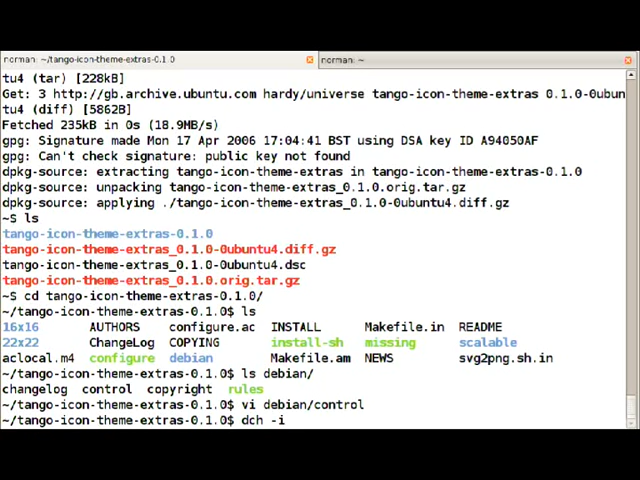 norman: ~/tango-icon-theme-extras-0.1.0 norman: ~
tu4 (tar) [228kB]
Get: 3 http://gb.archive.ubuntu.com hardy/universe tango-icon-theme-extras 0.1.0-0ubun
tu4 (diff) [5862B]
Fetched 235kB in 0s (18.9MB/s)
gpg: Signature made Mon 17 Apr 2006 17:04:41 BST using DSA key ID A94050AF
gpg: Can't check signature: public key not found
dpkg-source: extracting tango-icon-theme-extras in tango-icon-theme-extras-0.1.0
dpkg-source: unpacking tango-icon-theme-extras_0.1.0.orig.tar.gz
dpkg-source: applying ./tango-icon-theme-extras_0.1.0-0ubuntu4.diff.gz
~$ ls
tango-icon-theme-extras-0.1.0
tango-icon-theme-extras_0.1.0-0ubuntu4.diff.gz
tango-icon-theme-extras_0.1.0-0ubuntu4.dsc
tango-icon-theme-extras_0.1.0.orig.tar.gz
~$ cd tango-icon-theme-extras-0.1.0/
~/tango-icon-theme-extras-0.1.0$ ls
16x16 AUTHORS configure.ac INSTALL Makefile.in README
22x22 ChangeLog COPYING install-sh missing scalable
aclocal.m4 configure debian Makefile.am NEWS svg2png.sh.in
~/tango-icon-theme-extras-0.1.0$ ls debian/
changelog control copyright rules
~/tango-icon-theme-extras-0.1.0$ vi debian/control
~/tango-icon-theme-extras-0.1.0$ dch -i